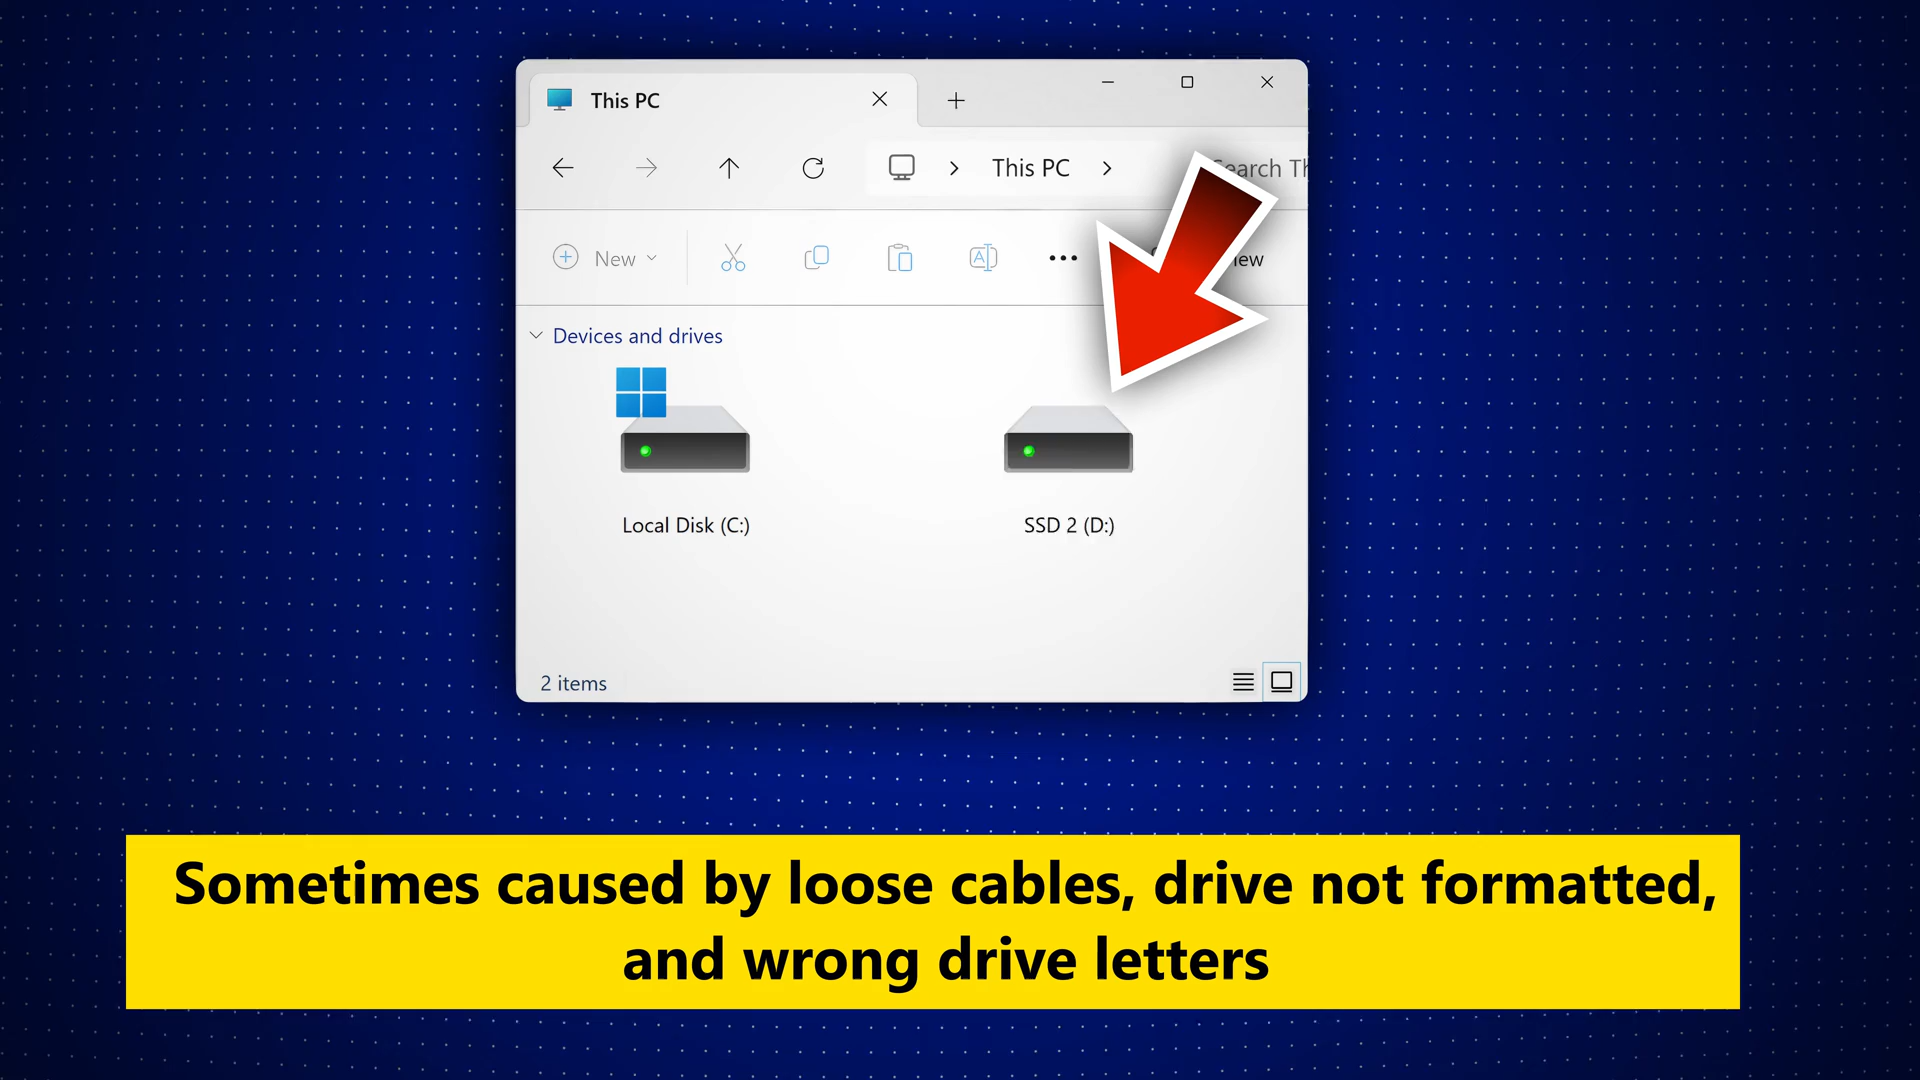 This PC
This PC
New
Devices and drives
Local Disk (C:)
SSD 2 (D:)
2 items
Sometimes caused by loose cables, drive not formatted,
and wrong drive letters